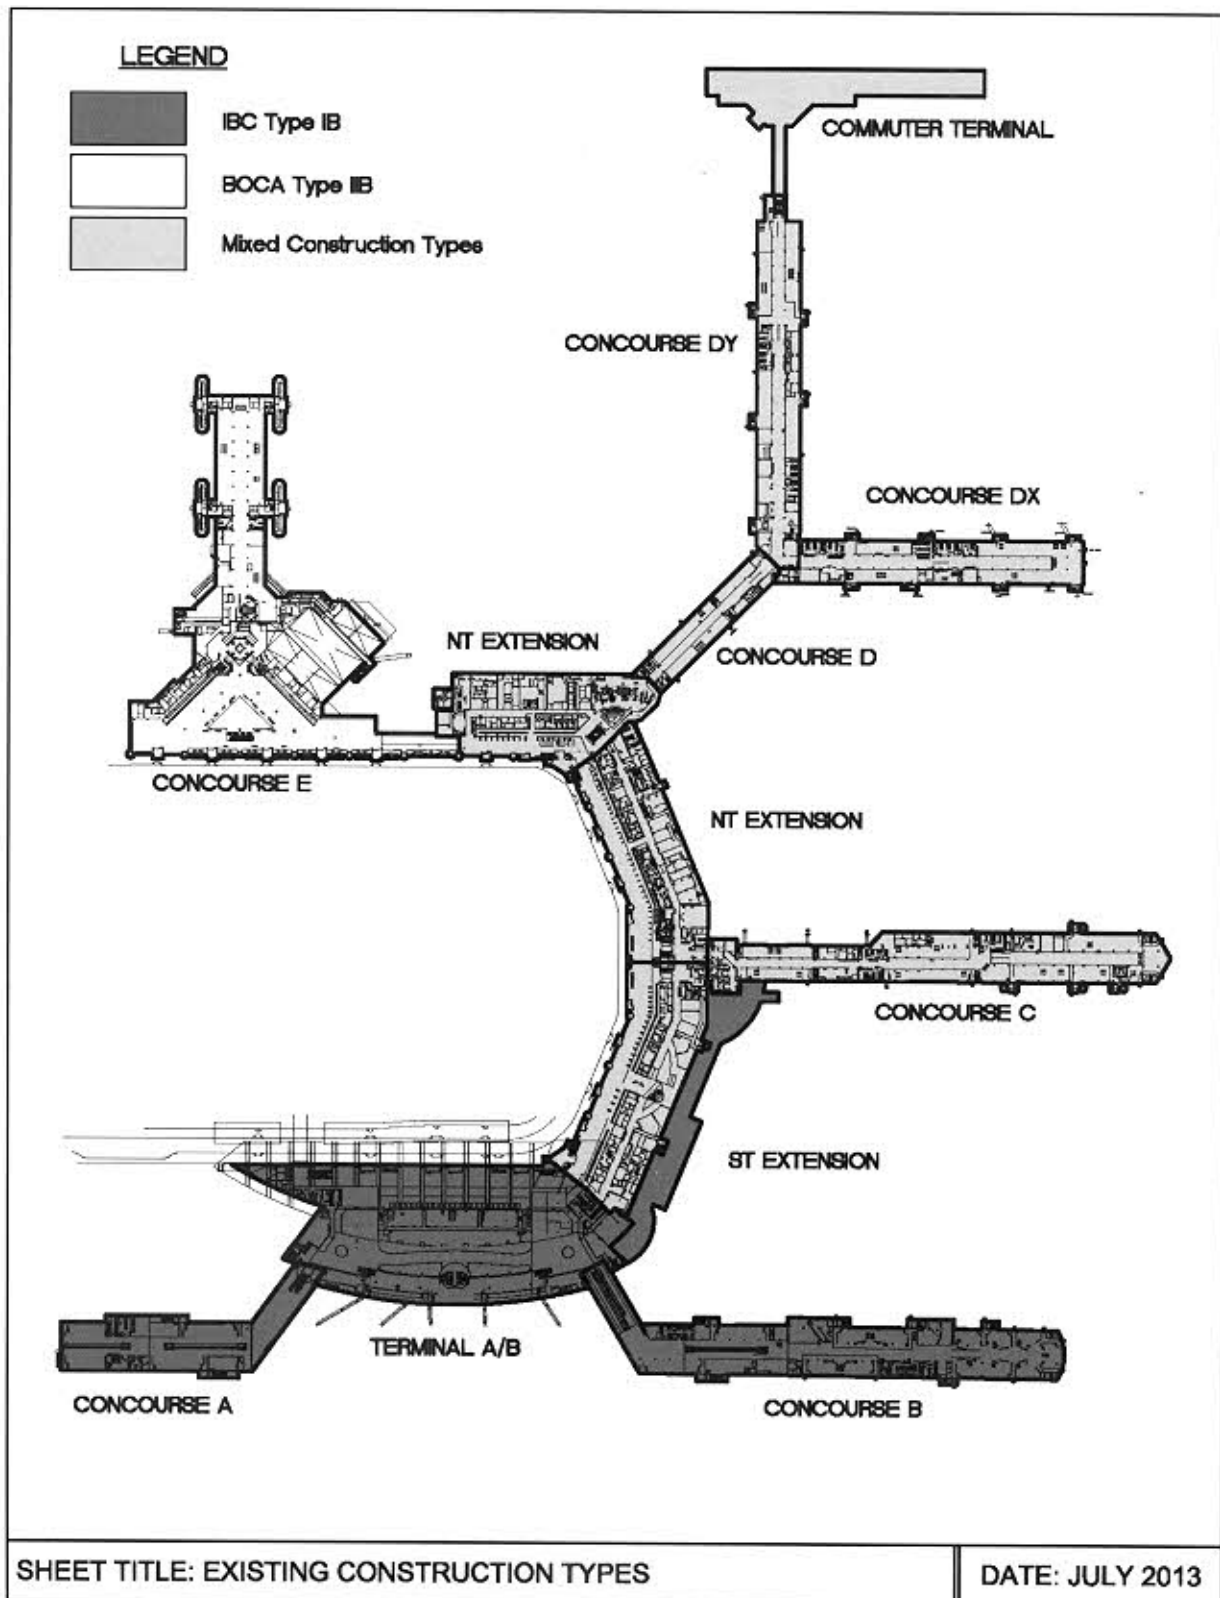 LEGEND
IBC Type IB
BOCA Type IIB
Mixed Construction Types
COMMUTER TERMINAL
CONCOURSE DY
CONCOURSE DX
NT EXTENSION
CONCOURSE D
CONCOURSE E
NT EXTENSION
CONCOURSE C
ST EXTENSION
TERMINAL A/B
CONCOURSE A
CONCOURSE B
SHEET TITLE: EXISTING CONSTRUCTION TYPES
DATE: JULY 2013